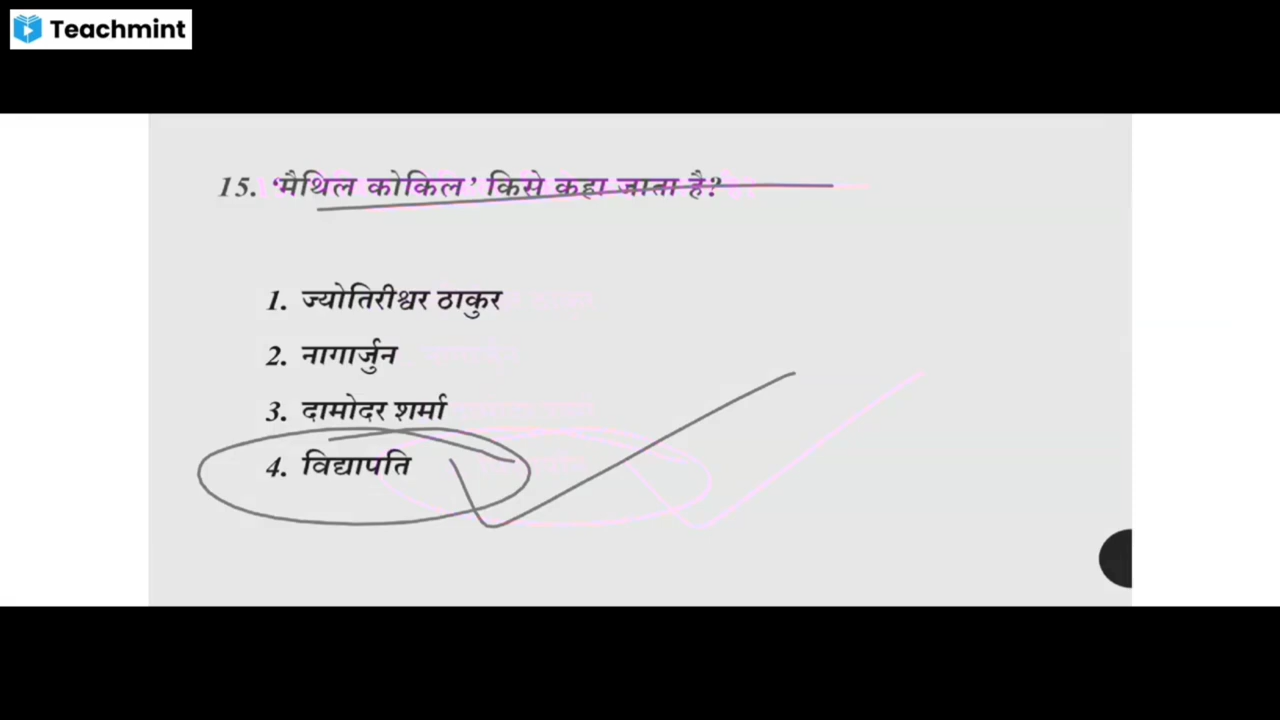 Teachmint
15. ‘मैथिल कोकिल’ किसे कहा जाता है?
1. ज्योतिरीश्वर ठाकुर
2. नागार्जुन
3. दामोदर शर्मा
4. विद्यापति